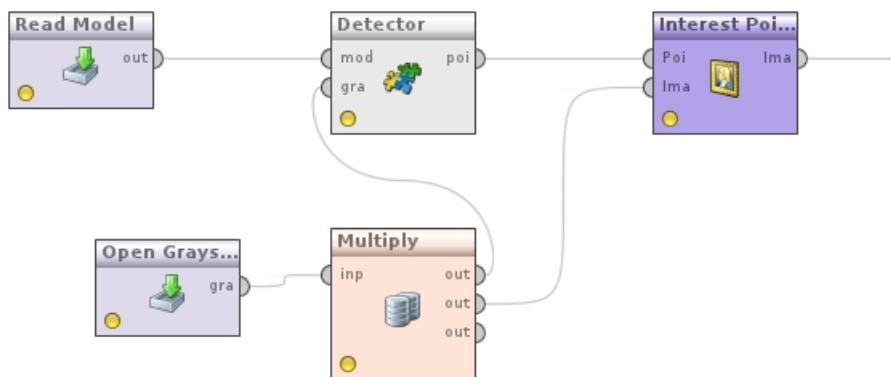 Read Model
out
Detector
mod
poi
gra
Interest Poi...
Poi
Ima
Ima
Open Grays...
gra
Multiply
inp
out
out
out